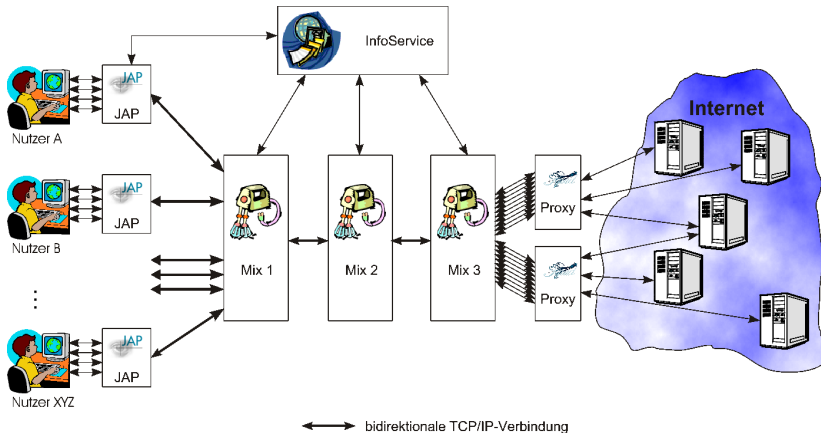 InfoService
JAP
JAP
Nutzer A
Internet
JAP
JAP
Nutzer B
Mix 1
Mix 2
Mix 3
Proxy
Proxy
JAP
JAP
Nutzer XYZ
bidirektionale TCP/IP-Verbindung